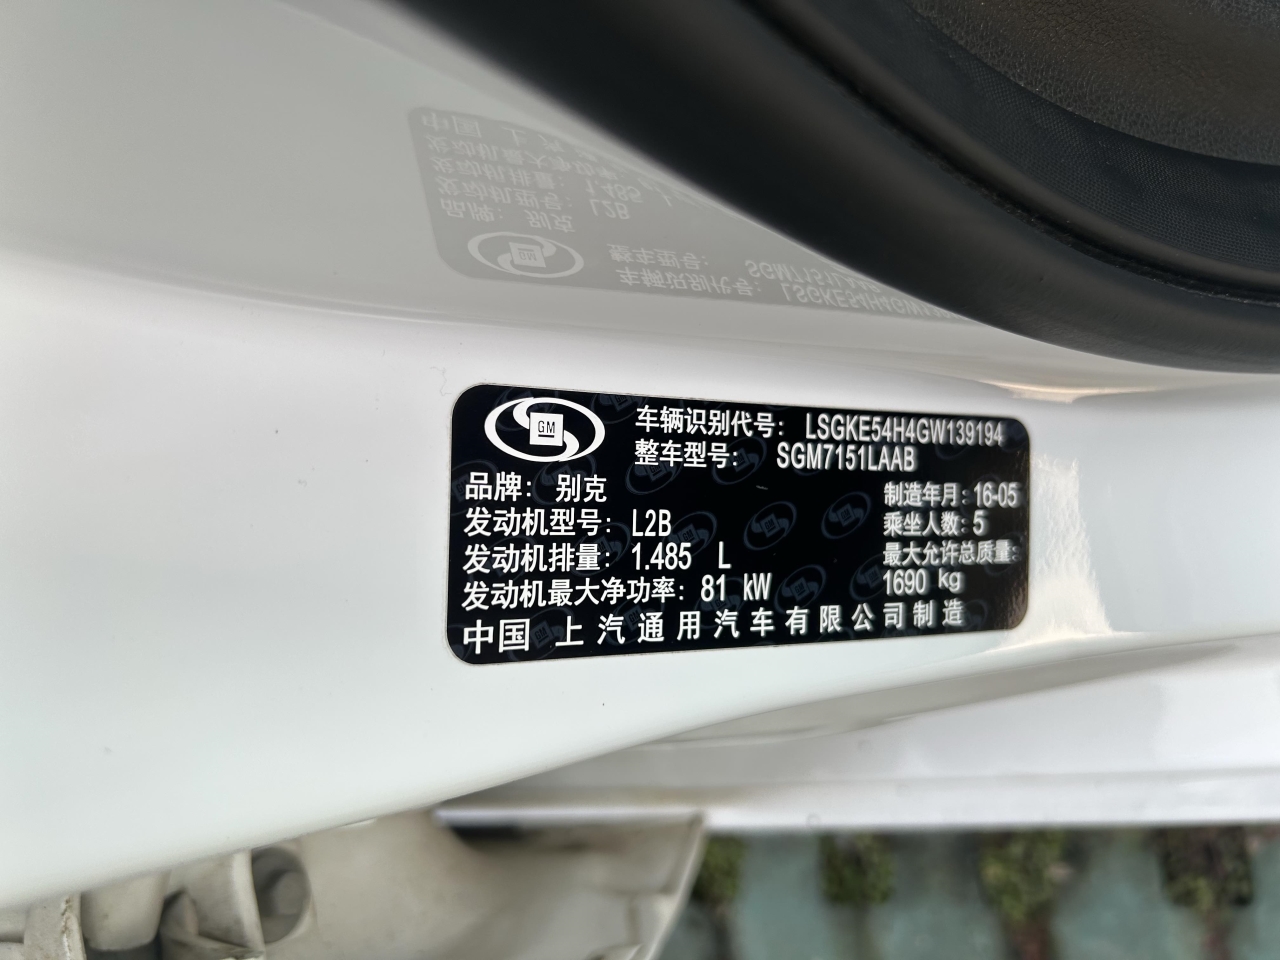 GM
车辆识别代号: LSGKE54H4GW139194
整车型号: SGM7151LAAB
品牌: 别克
制造年月: 16-05
发动机型号: L2B
乘坐人数: 5
发动机排量: 1.485 L
最大允许总质量:
发动机最大净功率: 81 kW
1690 kg
中国 上汽通用汽车有限公司制造